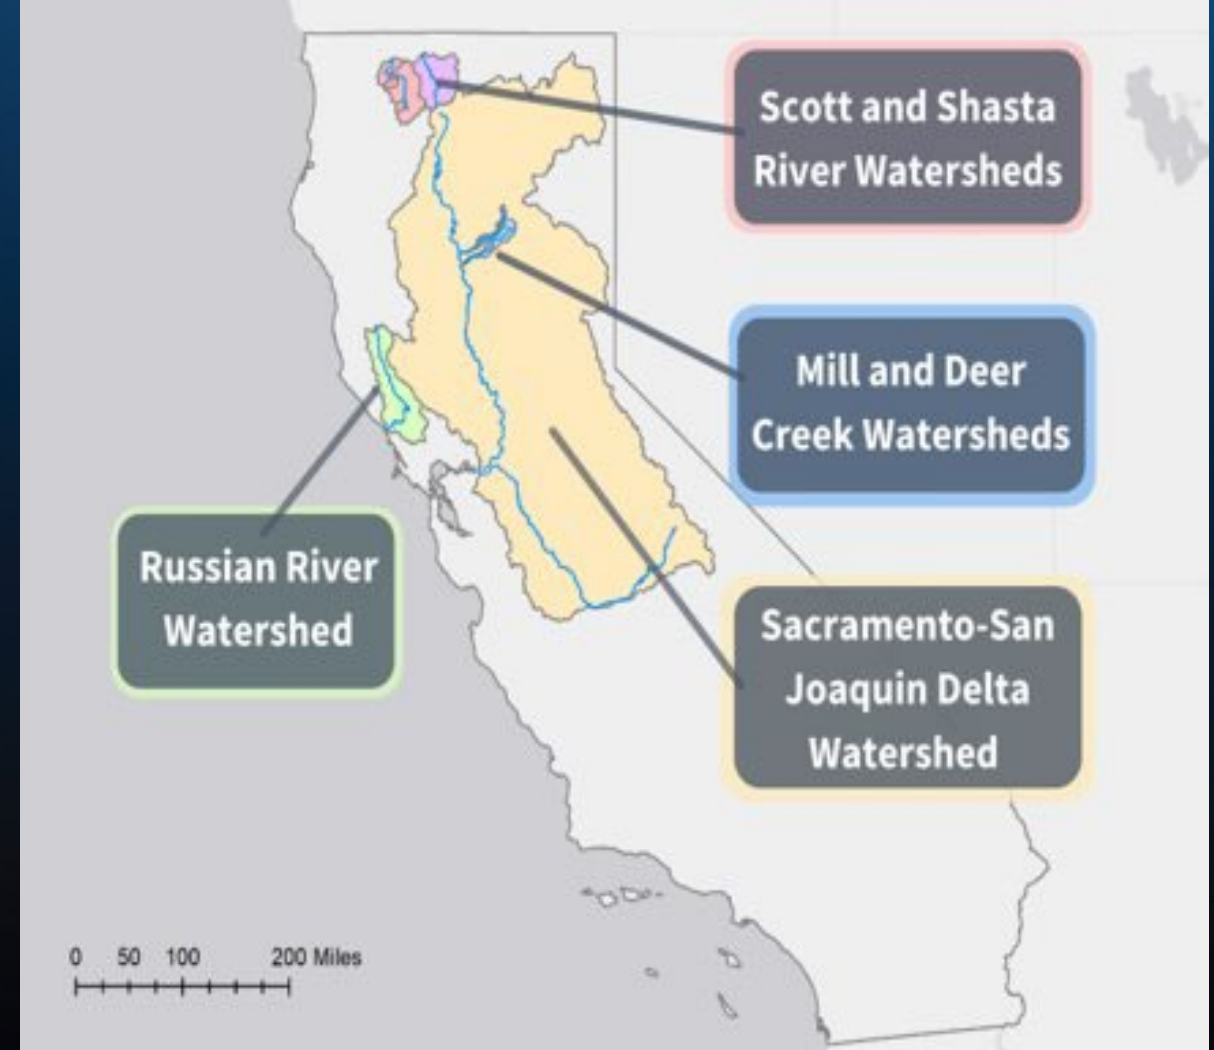 Scott and Shasta
River Watersheds
Mill and Deer
Creek Watersheds
Russian River
Watershed
Sacramento-San
Joaquin Delta
Watershed
0 50 100 200 Miles